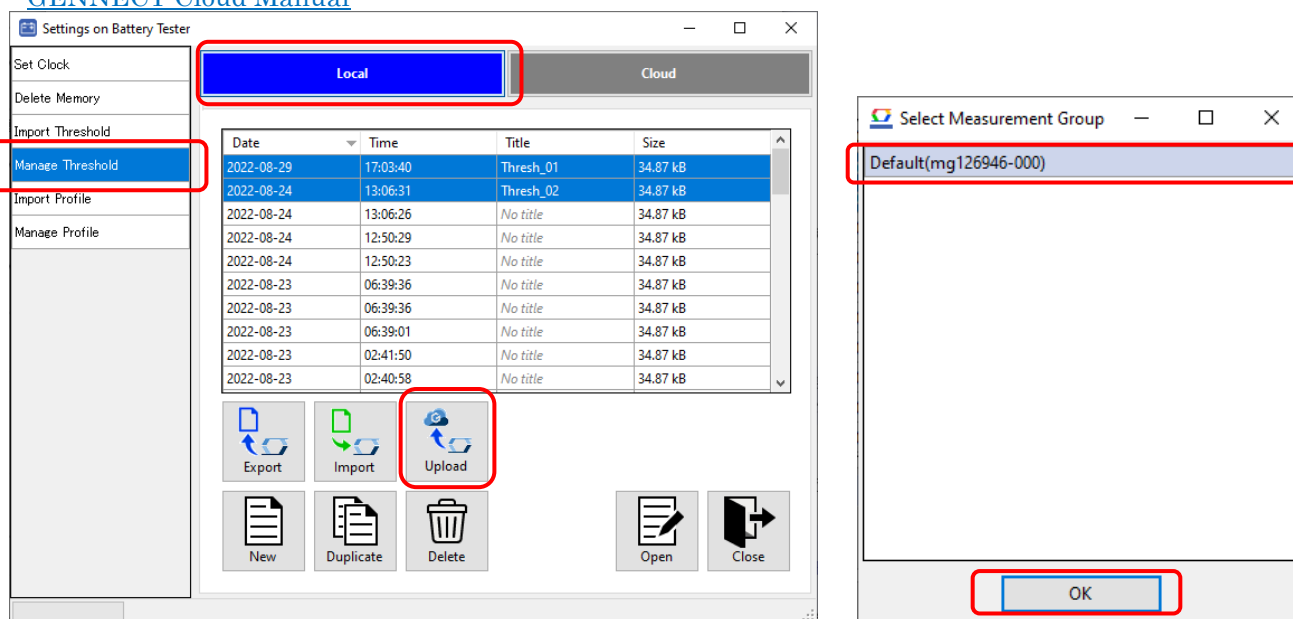 GENNECT Cloud Manual
Settings on Battery Tester
Set Clock
Delete Memory
Import Threshold
Manage Threshold
Import Profile
Manage Profile
Local
Cloud
Date Time Title Size
2022-08-29 17:03:40 Thresh_01 34.87 kB
2022-08-24 13:06:31 Thresh_02 34.87 kB
2022-08-24 13:06:26 No title 34.87 kB
2022-08-24 12:50:29 No title 34.87 kB
2022-08-24 12:50:23 No title 34.87 kB
2022-08-23 06:39:36 No title 34.87 kB
2022-08-23 06:39:36 No title 34.87 kB
2022-08-23 06:39:01 No title 34.87 kB
2022-08-23 02:41:50 No title 34.87 kB
2022-08-23 02:40:58 No title 34.87 kB
Export Import Upload
New Duplicate Delete Open Close
Select Measurement Group
Default(mg126946-000)
OK